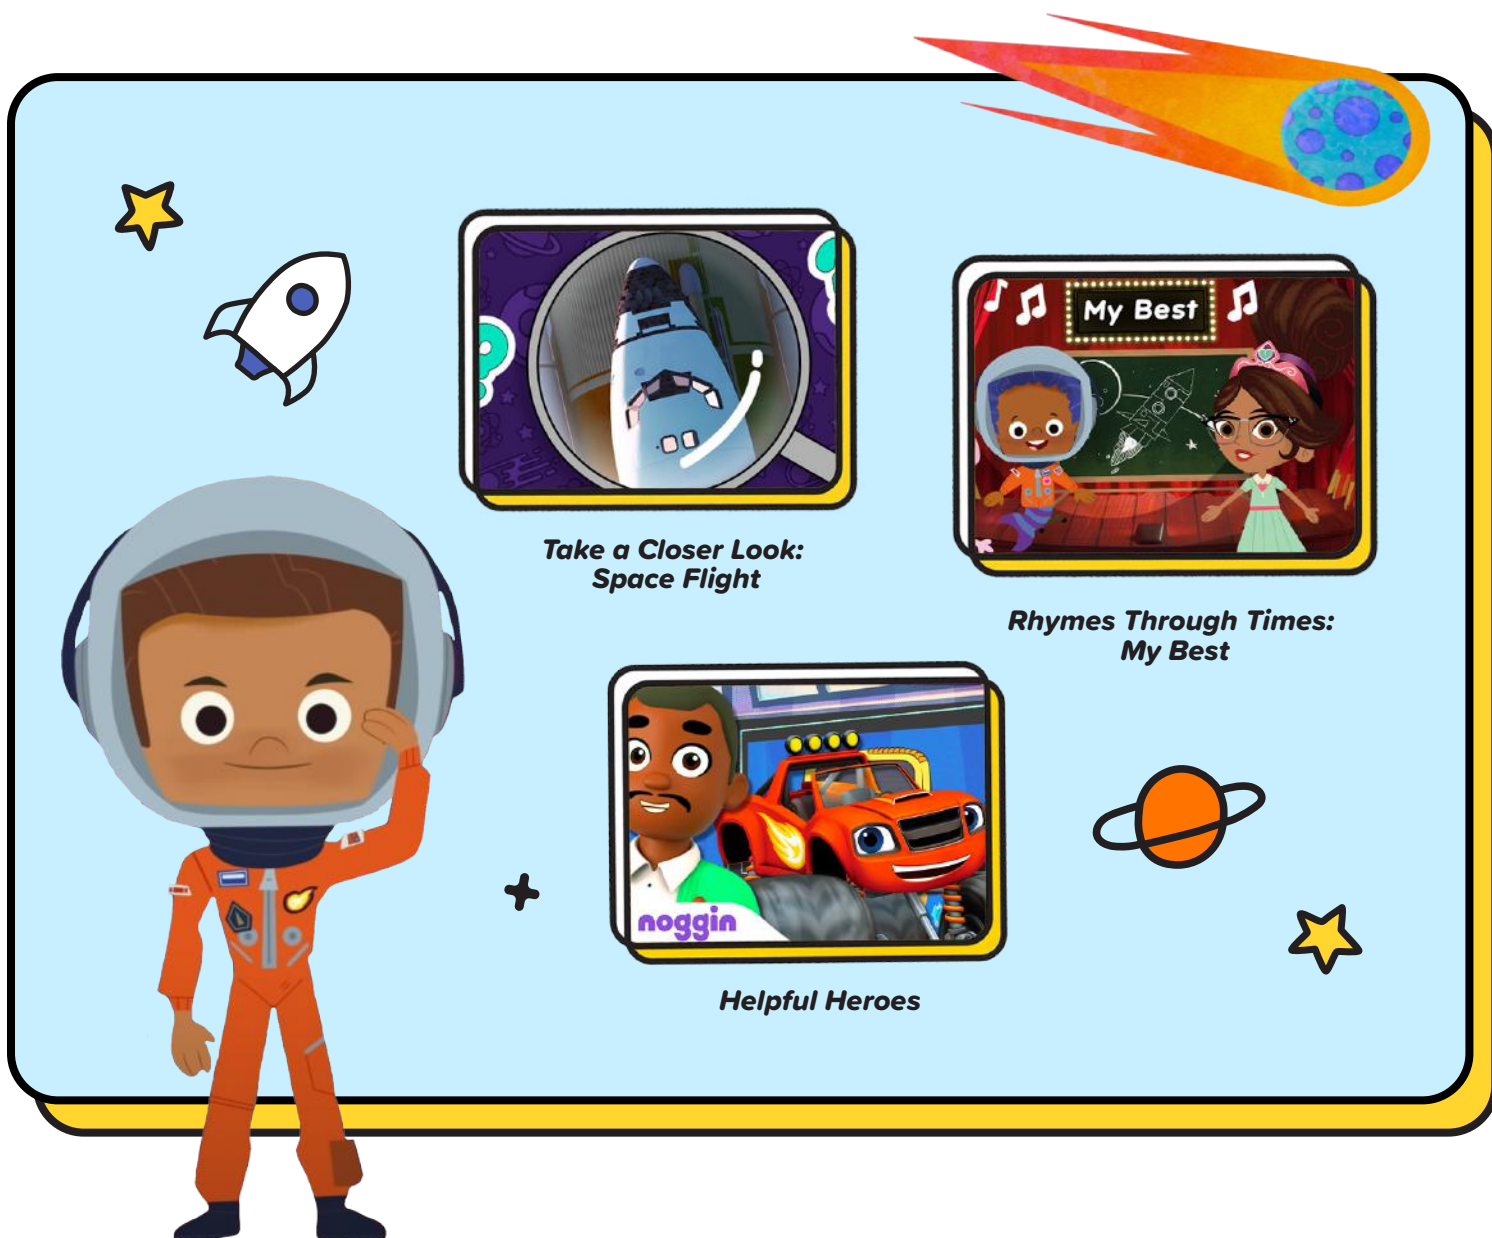 Take a Closer Look:
Space Flight
My Best
Rhymes Through Times:
My Best
noggin
Helpful Heroes